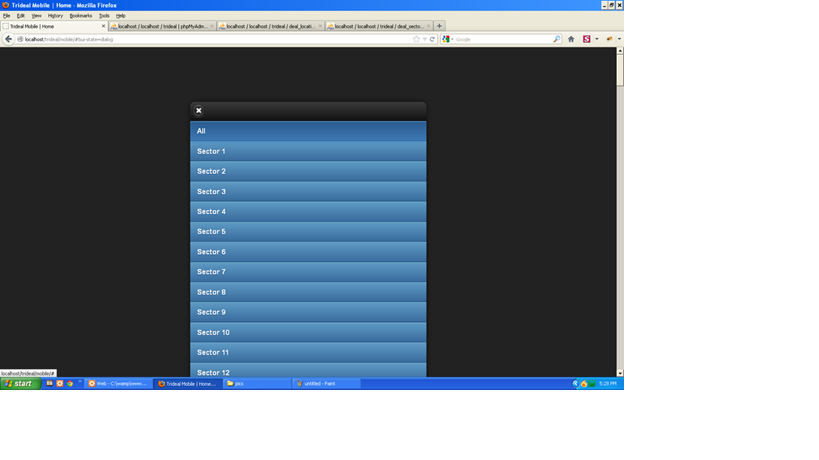 Trideal Mobile | Home - Mozilla Firefox
File Edit View History Bookmarks Tools Help
Trideal Mobile | Home
localhost / localhost / trideal | phpMyAdm...
localhost / localhost / trideal / deal_locati...
localhost / localhost / trideal / deal_secto...
localhost/trideal/mobile/#&ui-state=dialog
Google
All
Sector 1
Sector 2
Sector 3
Sector 4
Sector 5
Sector 6
Sector 7
Sector 8
Sector 9
Sector 10
Sector 11
Sector 12
localhost/trideal/mobile/#
start
Trideal Mobile | Home...
pics
untitled - Paint
5:29 PM